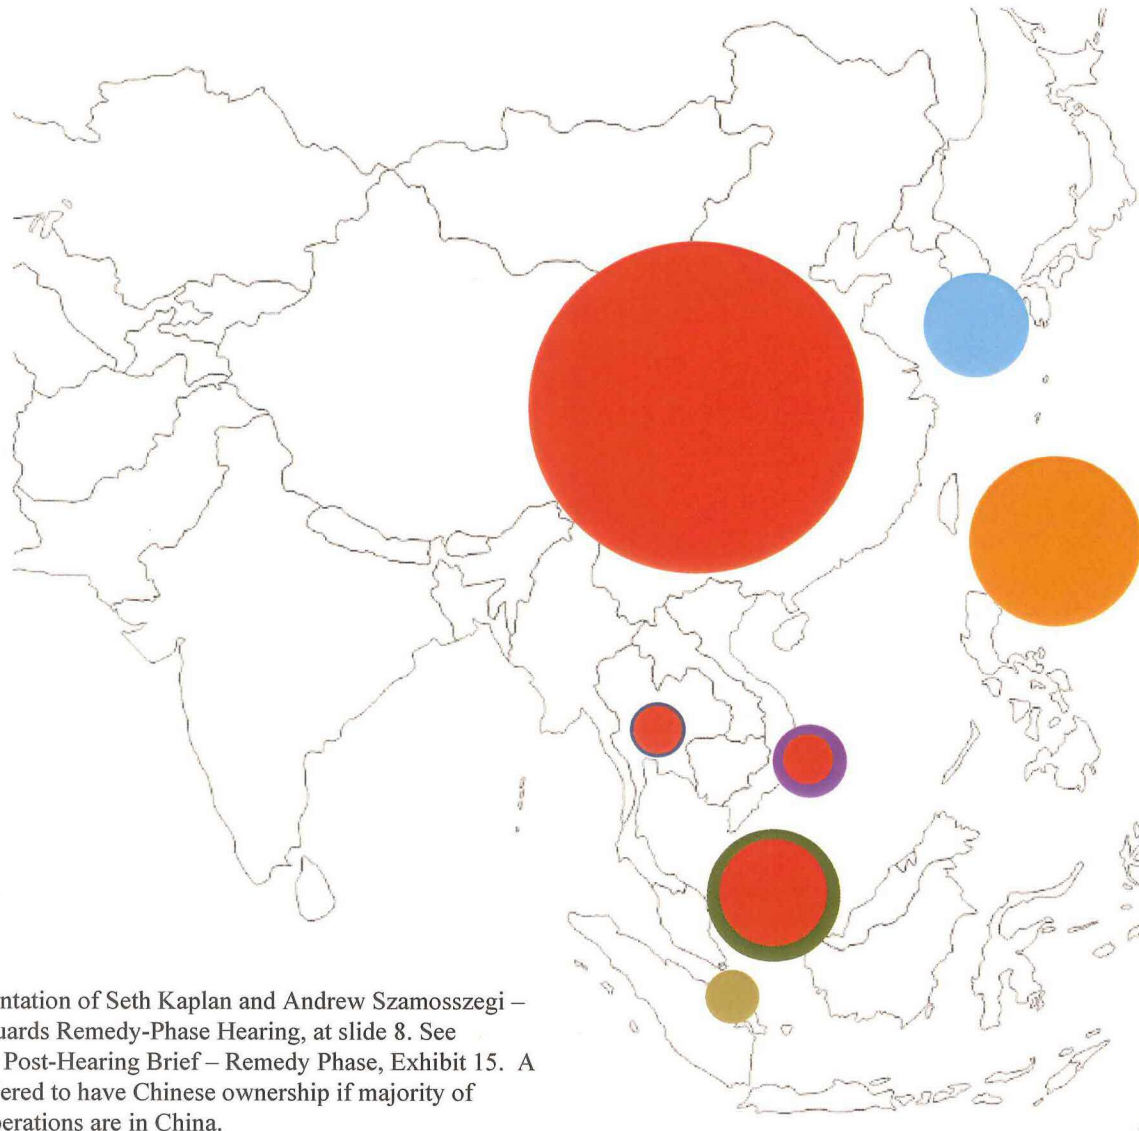 ntation of Seth Kaplan and Andrew Szamosszegi –
uards Remedy-Phase Hearing, at slide 8. See
Post-Hearing Brief – Remedy Phase, Exhibit 15. A
ered to have Chinese ownership if majority of
erations are in China.